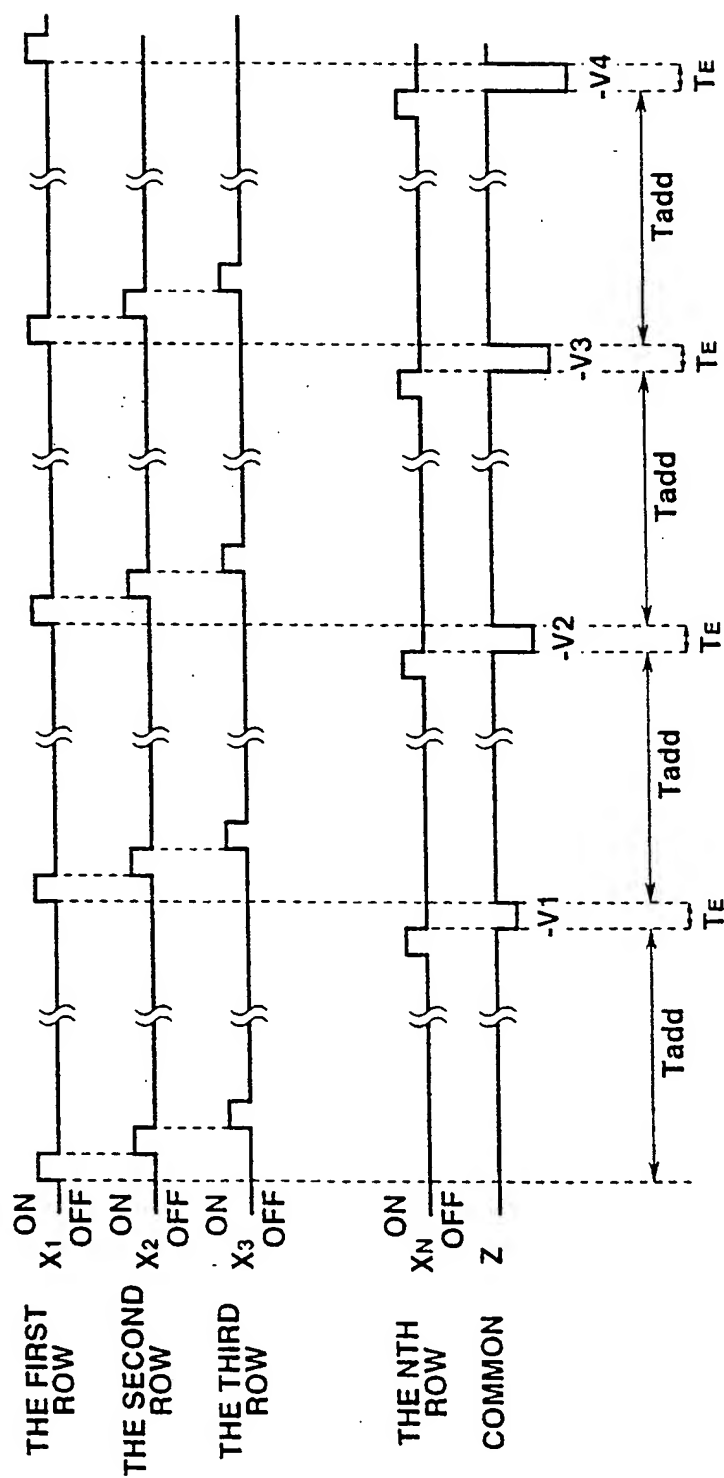 THE FIRST
ROW
X1
ON
OFF
THE SECOND
ROW
X2
ON
OFF
THE THIRD
ROW
X3
ON
OFF
THE NTH
ROW
XN
ON
OFF
COMMON
Z
-V1
-V2
-V3
-V4
Tadd
TE
Tadd
TE
Tadd
TE
Tadd
TE